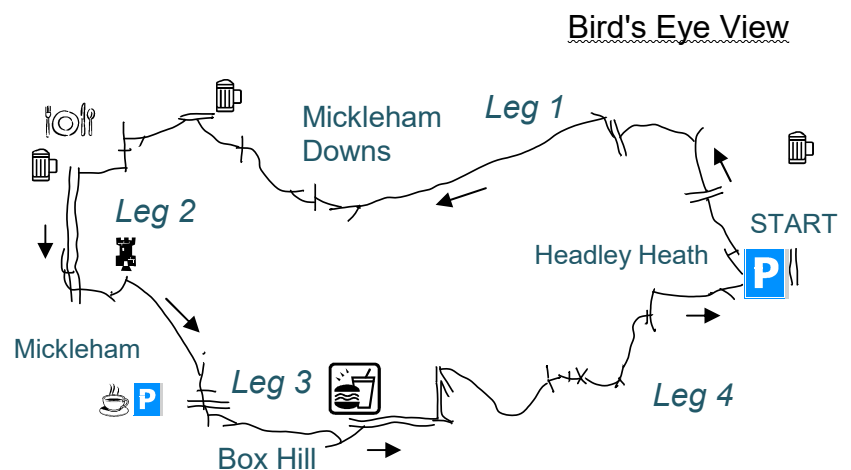 Bird's Eye View
Mickleham
Downs
Leg 1
Leg 2
START
Headley Heath
P
Mickleham
P
Leg 3
Leg 4
Box Hill